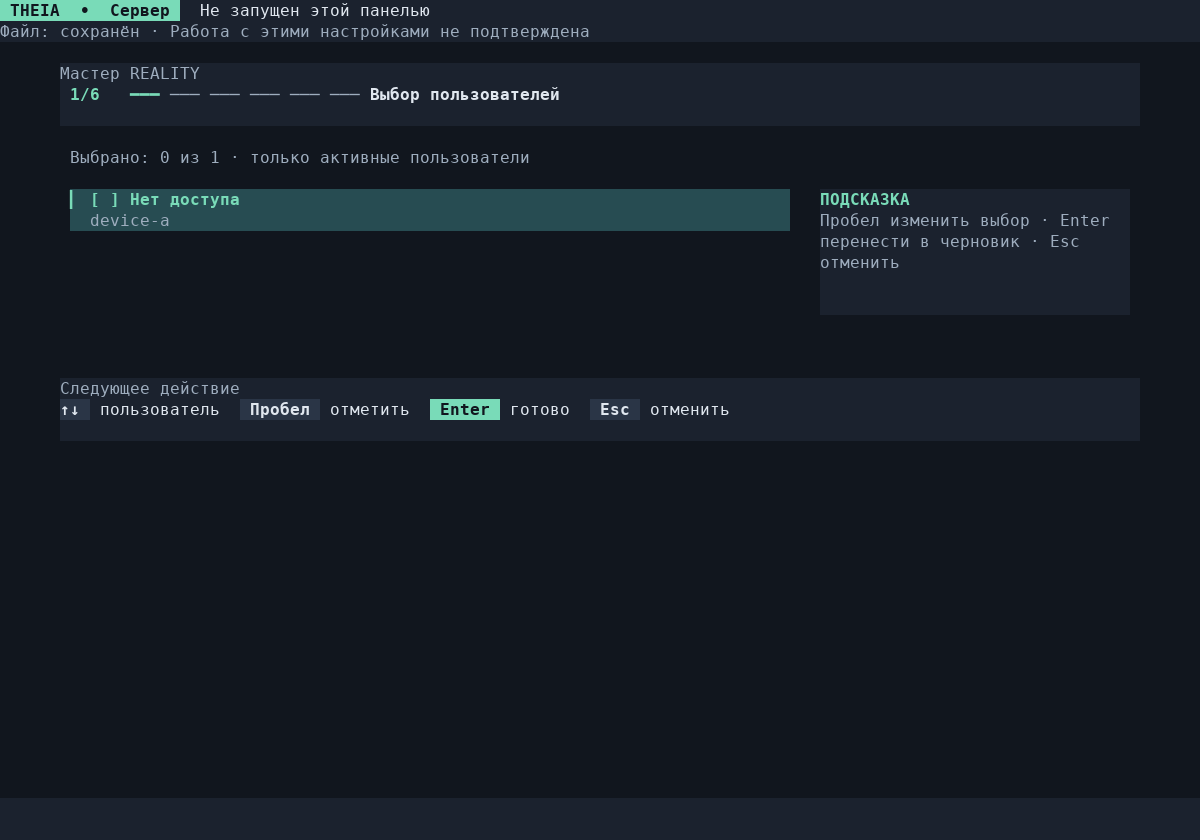 THEIA • Сервер Не запущен этой панелью
Файл: сохранён · Работа с этими настройками не подтверждена
Мастер REALITY
1/6 ━━━ ─── ─── ─── ─── ─── Выбор пользователей
Выбрано: 0 из 1 · только активные пользователи
[ ] Нет доступа
device-a
ПОДСКАЗКА
Пробел изменить выбор · Enter
перенести в черновик · Esc
отменить
Следующее действие
↑↓ пользователь Пробел отметить Enter готово Esc отменить